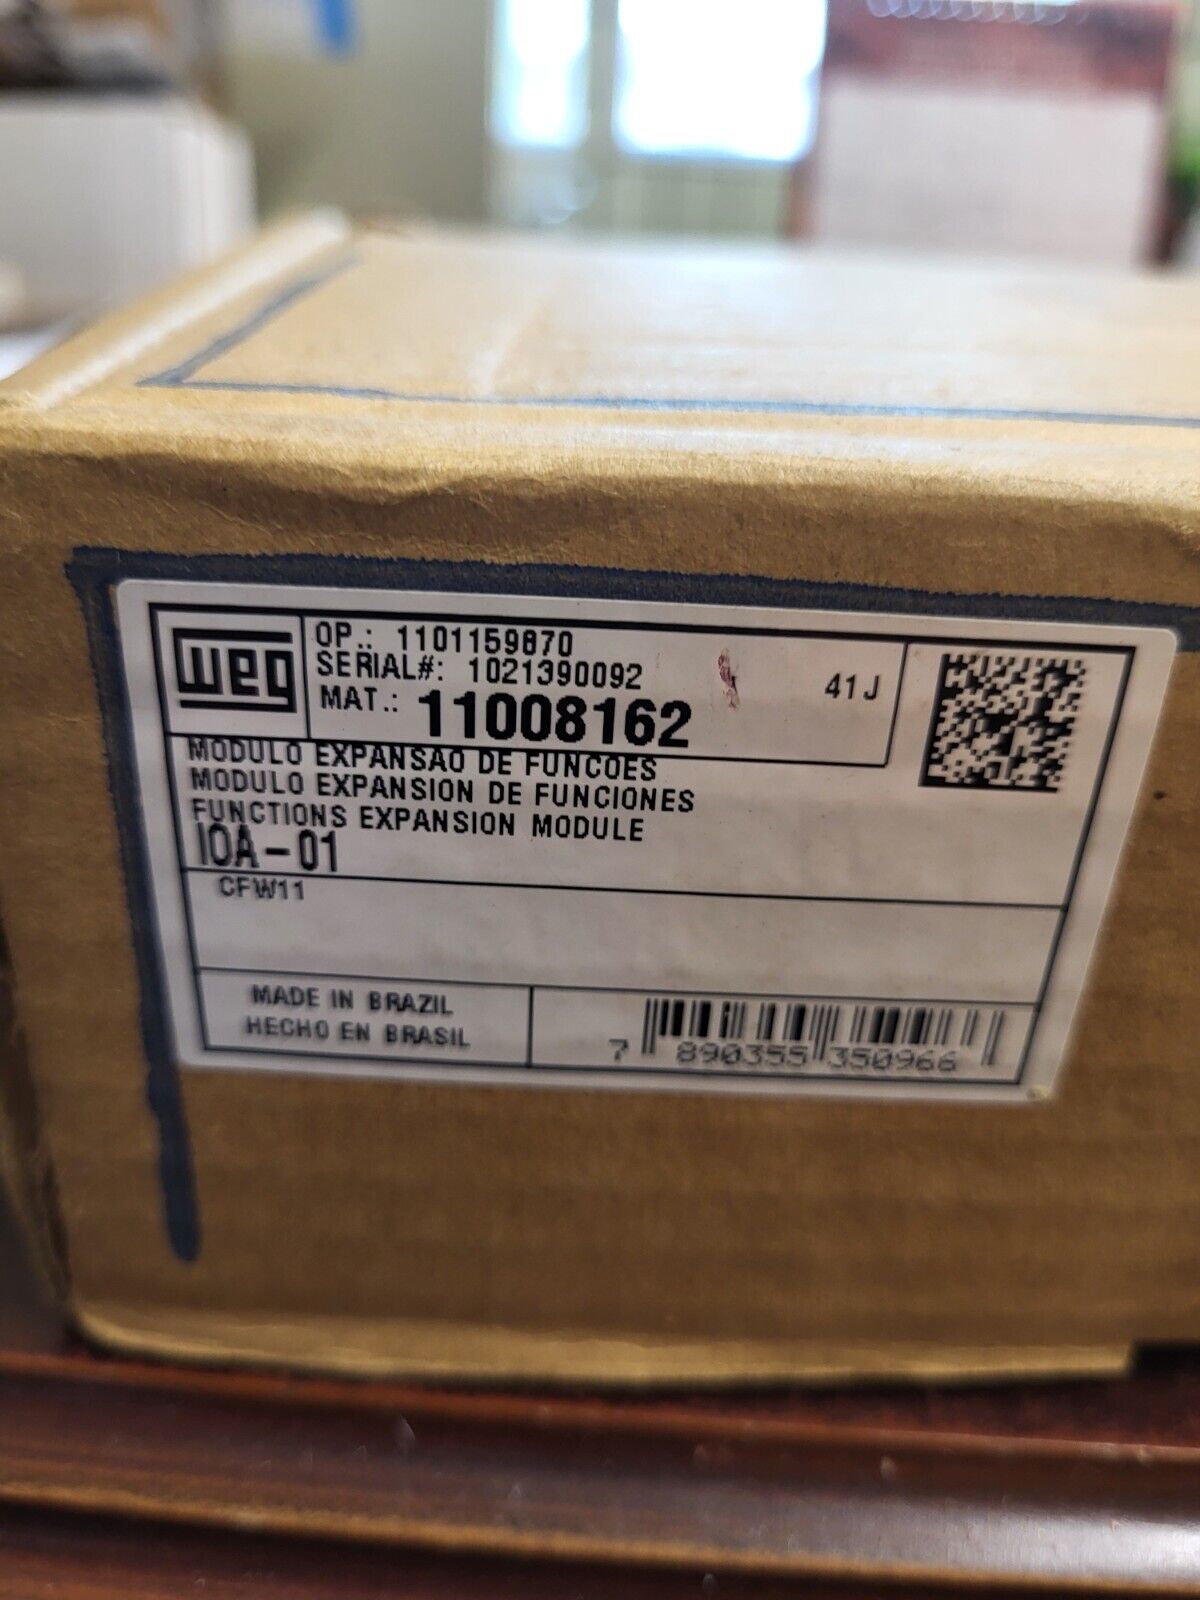 weg
OP.: 1101159870
SERIAL#: 1021390092
MAT.: 11008162
41J
MODULO EXPANSAO DE FUNCOES
MODULO EXPANSION DE FUNCIONES
FUNCTIONS EXPANSION MODULE
IOA-01
CFW11
MADE IN BRAZIL
HECHO EN BRASIL
7 890355 350966